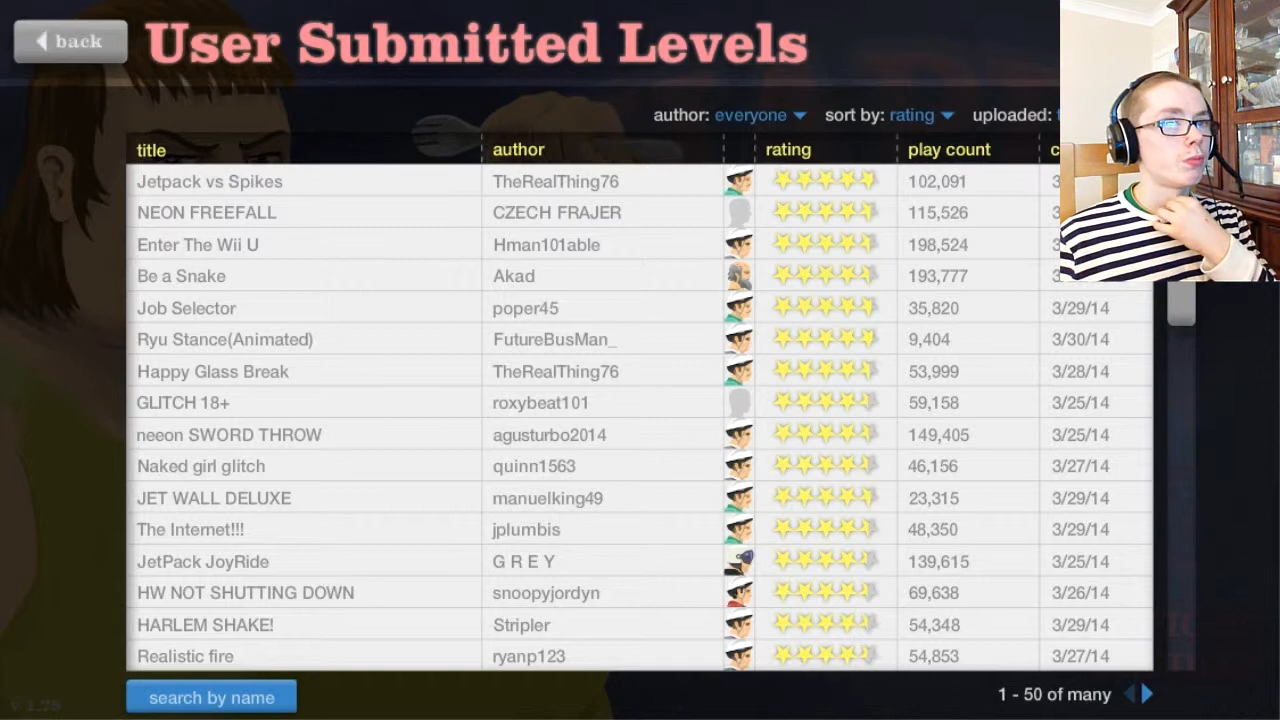 back
User Submitted Levels
author: everyone sort by: rating uploaded:
title author rating play count c
Jetpack vs Spikes TheRealThing76 102,091 3
NEON FREEFALL CZECH FRAJER 115,526 3
Enter The Wii U Hman101able 198,524 3
Be a Snake Akad 193,777 3
Job Selector poper45 35,820 3/29/14
Ryu Stance(Animated) FutureBusMan_ 9,404 3/30/14
Happy Glass Break TheRealThing76 53,999 3/28/14
GLITCH 18+ roxybeat101 59,158 3/25/14
neeon SWORD THROW agusturbo2014 149,405 3/25/14
Naked girl glitch quinn1563 46,156 3/27/14
JET WALL DELUXE manuelking49 23,315 3/29/14
The Internet!!! jplumbis 48,350 3/29/14
JetPack JoyRide G R E Y 139,615 3/25/14
HW NOT SHUTTING DOWN snoopyjordyn 69,638 3/26/14
HARLEM SHAKE! Stripler 54,348 3/29/14
Realistic fire ryanp123 54,853 3/27/14
search by name 1 - 50 of many